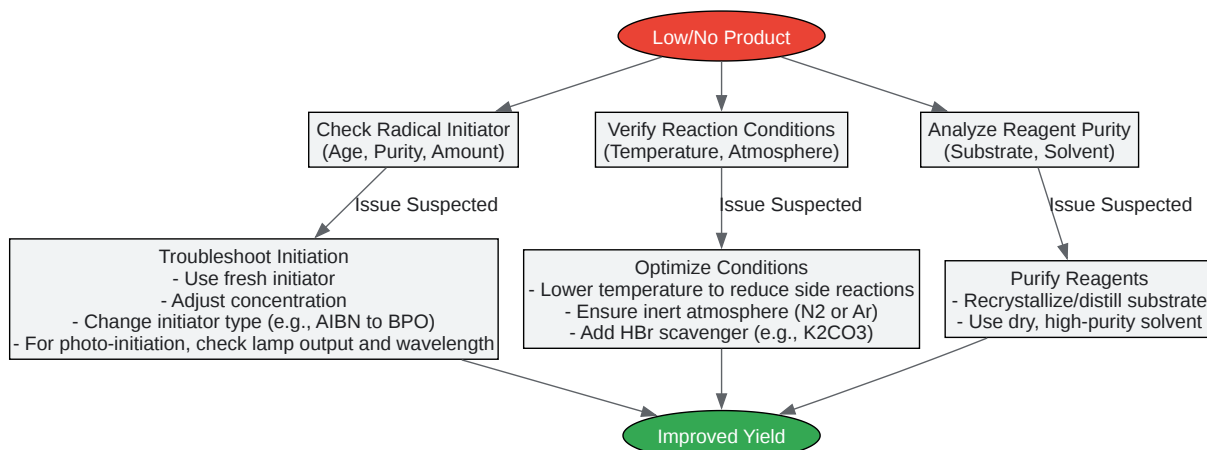 Low/No Product
Check Radical Initiator
(Age, Purity, Amount)
Verify Reaction Conditions
(Temperature, Atmosphere)
Analyze Reagent Purity
(Substrate, Solvent)
Issue Suspected
Issue Suspected
Issue Suspected
Troubleshoot Initiation
- Use fresh initiator
- Adjust concentration
- Change initiator type (e.g., AIBN to BPO)
- For photo-initiation, check lamp output and wavelength
Optimize Conditions
- Lower temperature to reduce side reactions
- Ensure inert atmosphere (N2 or Ar)
- Add HBr scavenger (e.g., K2CO3)
Purify Reagents
- Recrystallize/distill substrate
- Use dry, high-purity solvent
Improved Yield